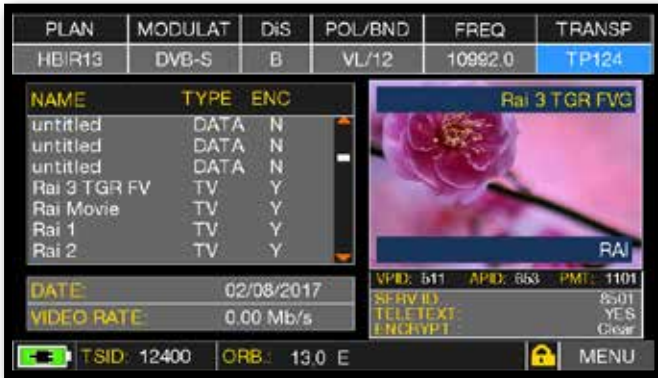 PLAN MODULAT DiS POL/BND FREQ TRANSP
HBIR13 DVB-S B VL/12 10992.0 TP124
NAME TYPE ENC
untitled DATA N
untitled DATA N
untitled DATA N
Rai 3 TGR FV TV Y
Rai Movie TV Y
Rai 1 TV Y
Rai 2 TV Y
Rai 3 TGR FVG
RAI
DATE: 02/08/2017
VIDEO RATE: 0.00 Mb/s
VPID: 511 APID: 653 PMT: 1101
SERV ID: 8501
TELETEXT: YES
ENCRYPT: Clear
TSID: 12400 ORB.: 13.0 E MENU